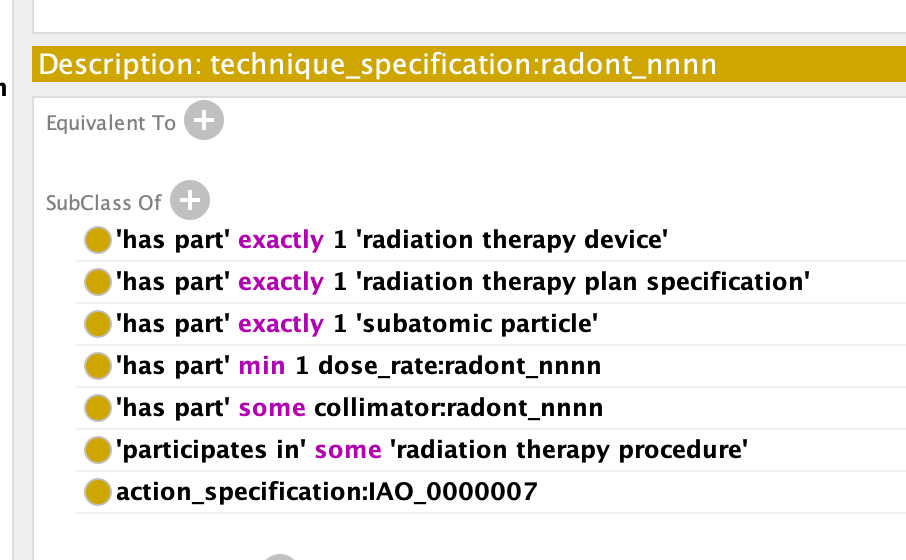 Description: technique_specification:radont_nnnn
Equivalent To
SubClass Of
'has part' exactly 1 'radiation therapy device'
'has part' exactly 1 'radiation therapy plan specification'
'has part' exactly 1 'subatomic particle'
'has part' min 1 dose_rate:radont_nnnn
'has part' some collimator:radont_nnnn
'participates in' some 'radiation therapy procedure'
action_specification:IAO_0000007